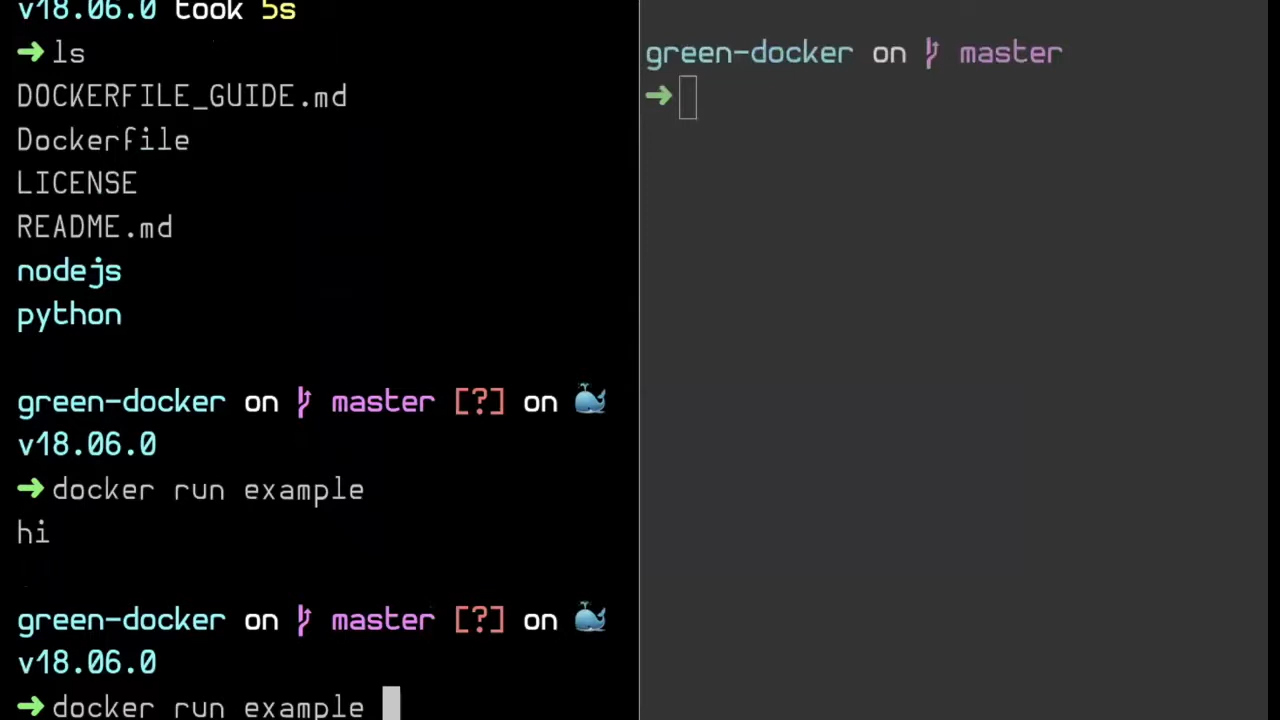 v18.06.0 took 5s
➜ ls
DOCKERFILE_GUIDE.md
Dockerfile
LICENSE
README.md
nodejs
python
green-docker on master [?] on 🐳
v18.06.0
➜ docker run example
hi
green-docker on master [?] on 🐳
v18.06.0
➜ docker run example
green-docker on master
➜